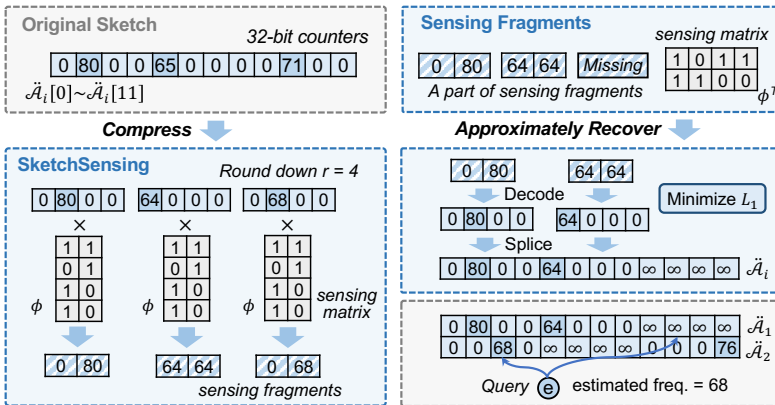 Original Sketch
32-bit counters
0 80 0 0 65 0 0 0 0 71 0 0
Äᵢ[0]~Äᵢ[11]
Compress
SketchSensing
Round down r = 4
0 80 0 0 64 0 0 0 0 68 0 0
× × ×
1 1 1 1 1 1
0 1 0 1 0 1
1 0 1 0 1 0
1 0 1 0 1 0
ϕ ϕ ϕ
sensing matrix
0 80 64 64 0 68
sensing fragments
Sensing Fragments
sensing matrix
0 80 64 64 Missing
1 0 1 1
1 1 0 0
ϕᵀ
A part of sensing fragments
Approximately Recover
0 80 64 64
Decode
Minimize L₁
0 80 0 0 64 0 0 0
Splice
0 80 0 0 64 0 0 0 ∞ ∞ ∞ ∞ Äᵢ
0 80 0 0 64 0 0 0 ∞ ∞ ∞ ∞ Ä₁
0 0 68 0 ∞ ∞ ∞ ∞ 0 0 0 76 Ä₂
Query e estimated freq. = 68